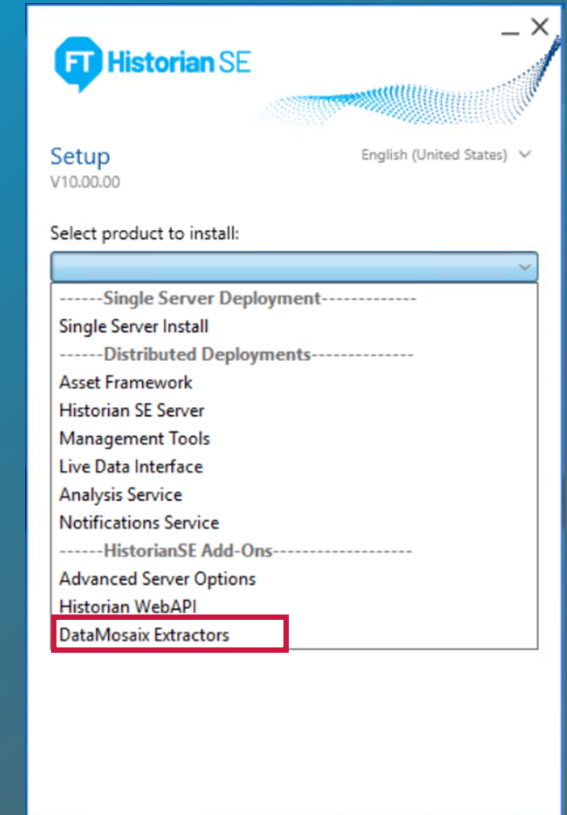 FT Historian SE
Setup
English (United States)
V10.00.00
Select product to install:
------Single Server Deployment-------------
Single Server Install
------Distributed Deployments--------------
Asset Framework
Historian SE Server
Management Tools
Live Data Interface
Analysis Service
Notifications Service
------HistorianSE Add-Ons-------------------
Advanced Server Options
Historian WebAPI
DataMosaix Extractors